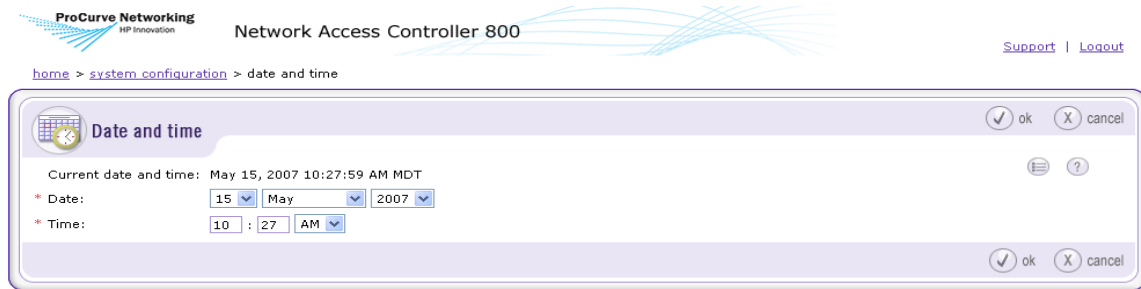 ProCurve Networking
HP Innovation
Network Access Controller 800
Support | Logout
home > system configuration > date and time
Date and time
ok cancel
Current date and time: May 15, 2007 10:27:59 AM MDT
* Date: 15 May 2007
* Time: 10 : 27 AM
ok cancel